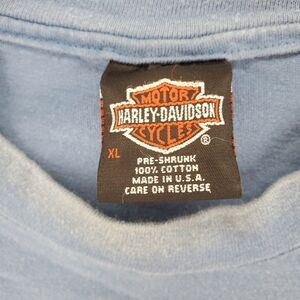 MOTOR
HARLEY-DAVIDSON
CYCLES
®
XL
PRE-SHRUNK
100% COTTON
MADE IN U.S.A.
CARE ON REVERSE